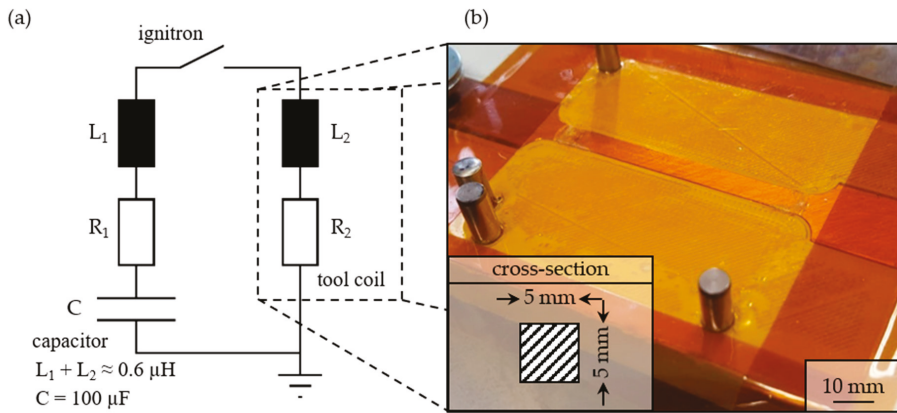 (a)
ignitron
L₁
L₂
R₁
R₂
tool coil
C
capacitor
L₁ + L₂ ≈ 0.6 µH
C = 100 µF
(b)
cross-section
5 mm
5 mm
10 mm